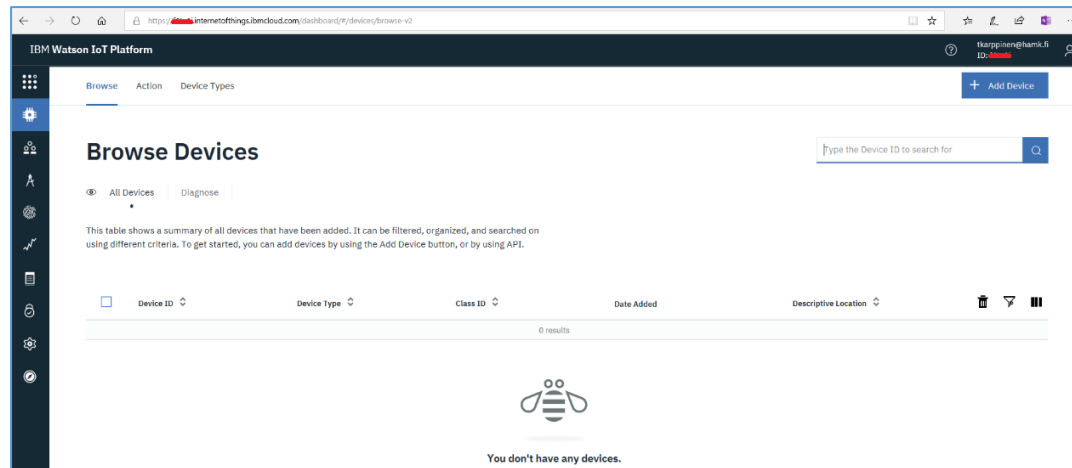 https:// internetofthings.ibmcloud.com/dashboard/#/devices/browse-v2
IBM Watson IoT Platform
tkarppinen@hamk.fi
ID:
Browse Action Device Types
+ Add Device
Browse Devices
Type the Device ID to search for
All Devices Diagnose
This table shows a summary of all devices that have been added. It can be filtered, organized, and searched on
using different criteria. To get started, you can add devices by using the Add Device button, or by using API.
Device ID Device Type Class ID Date Added Descriptive Location
0 results
You don't have any devices.